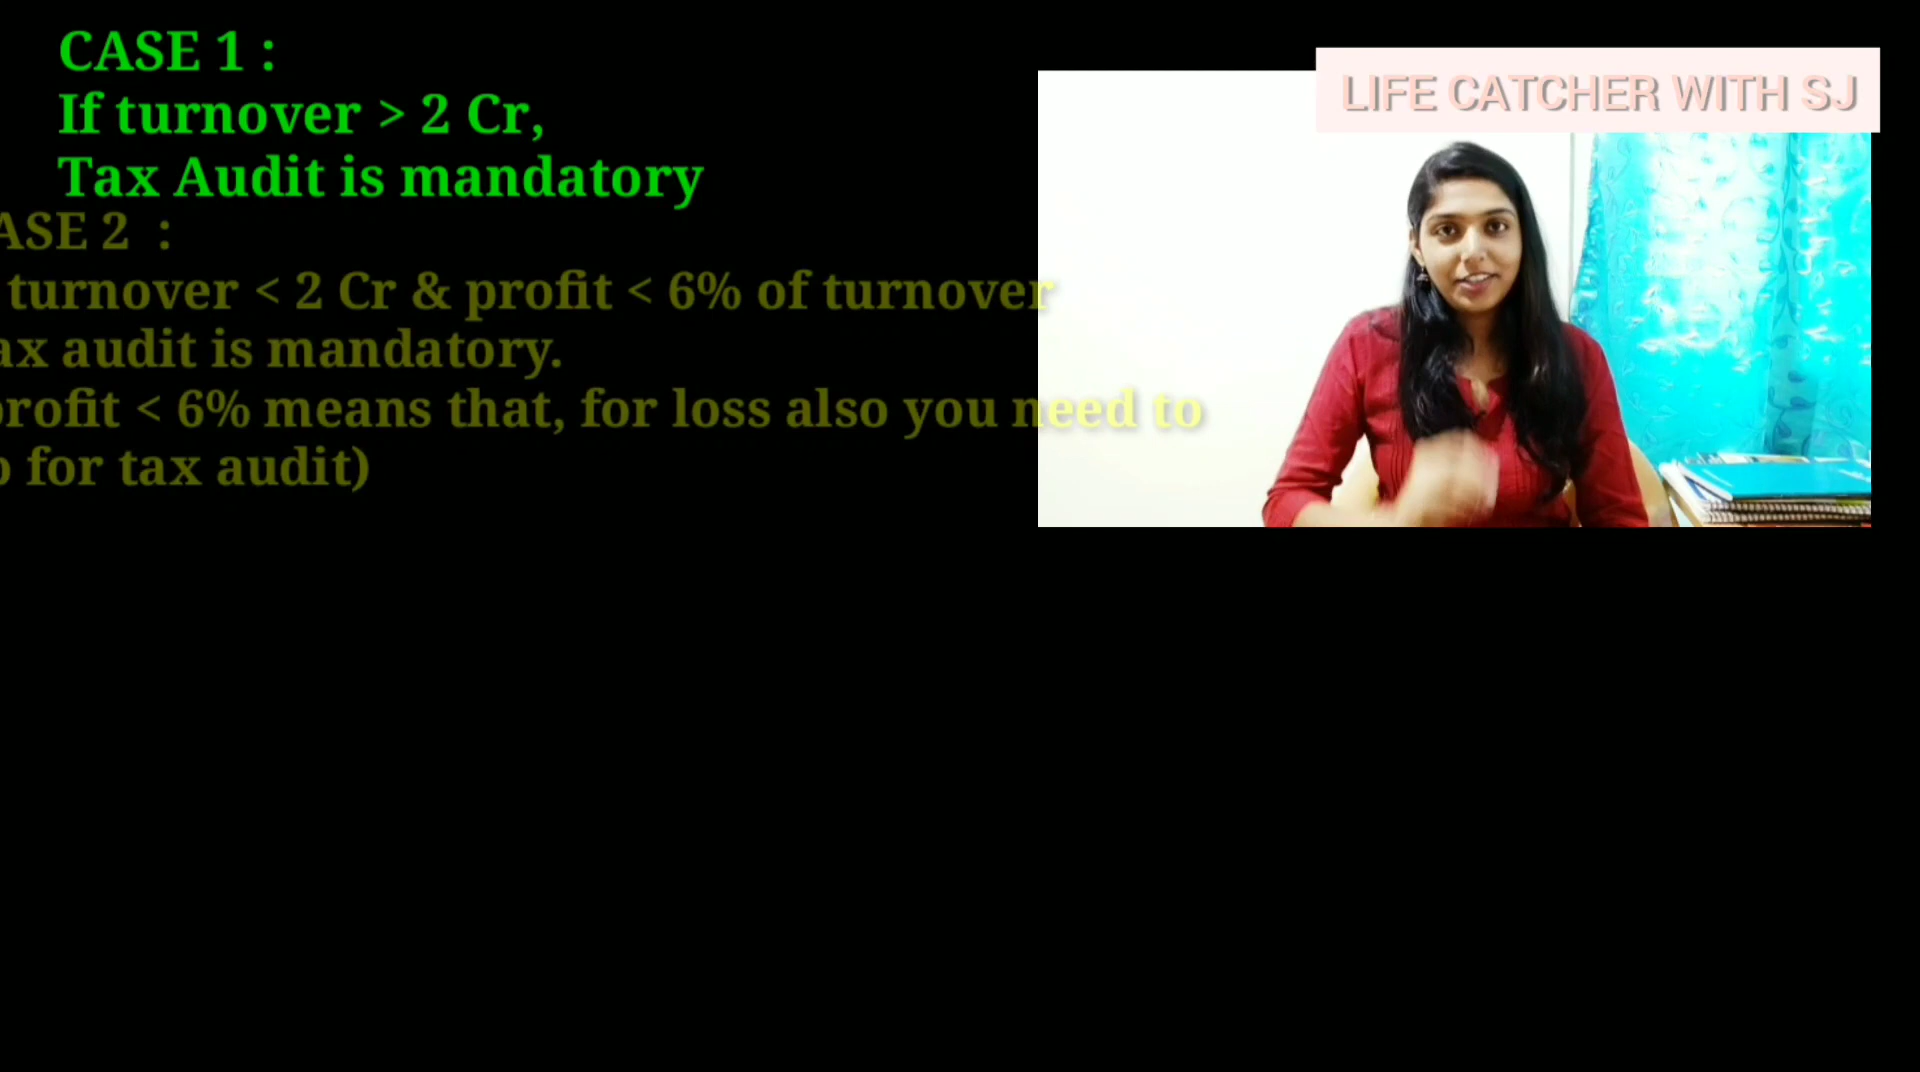 CASE 1 :
If turnover > 2 Cr,
Tax Audit is mandatory
LIFE CATCHER WITH SJ
ASE 2 :
turnover < 2 Cr & profit < 6% of turnover
ax audit is mandatory.
profit < 6% means that, for loss also you need to
o for tax audit)